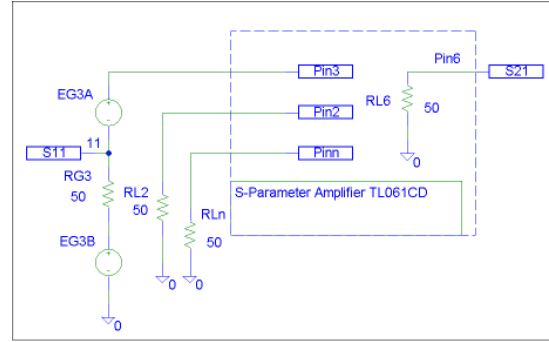 Pin3
Pin6
S21
EG3A
RL6
50
Pin2
0
S11
11
Pinn
RG3
50
RL2
50
RLn
50
S-Parameter Amplifier TL061CD
EG3B
0
0
0